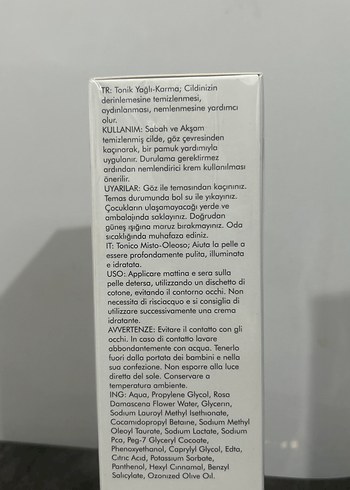 TR: Tonik Yağlı-Karma; Cildinizin
derinlemesine temizlenmesi,
aydınlanması, nemlenmesine yardımcı
olur.
KULLANIM: Sabah ve Akşam
temizlenmiş cilde, göz çevresinden
kaçınarak, bir pamuk yardımıyla
uygulanır. Durulama gerektirmez
ardından nemlendirici krem kullanılması
önerilir.
UYARILAR: Göz ile temasından kaçınınız.
Temas durumunda bol su ile yıkayınız.
Çocukların ulaşamayacağı yerde ve
ambalajında saklayınız. Doğrudan
güneş ışığına maruz bırakmayınız. Oda
sıcaklığında muhafaza ediniz.
IT: Tonico Misto-Oleoso; Aiuta la pelle a
essere profondamente pulita, illuminata
e idratata.
USO: Applicare mattina e sera sulla
pelle detersa, utilizzando un dischetto di
cotone, evitando il contorno occhi. Non
necessita di risciacquo e si consiglia di
utilizzare successivamente una crema
idratante.
AVVERTENZE: Evitare il contatto con gli
occhi. In caso di contatto lavare
abbondantemente con acqua. Tenerlo
fuori dalla portata dei bambini e nella
sua confezione. Non esporre alla luce
diretta del sole. Conservare a
temperatura ambiente.
ING: Aqua, Propylene Glycol, Rosa
Damascena Flower Water, Glycerin,
Sodium Lauroyl Methyl Isethionate,
Cocamidopropyl Betaine, Sodium Methyl
Oleoyl Taurate, Sodium Lactate, Sodium
Pca, Peg-7 Glyceryl Cocoate,
Phenoxyethanol, Caprylyl Glycol, Edta,
Citric Acid, Potassium Sorbate,
Panthenol, Hexyl Cinnamol, Benzyl
Salicylate, Ozonized Olive Oil.